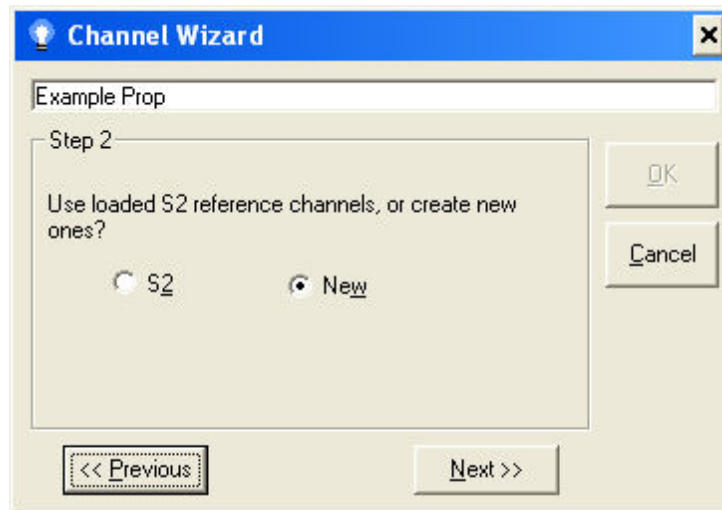 Channel Wizard
Example Prop
Step 2
OK
Use loaded S2 reference channels, or create new
ones?
Cancel
S2
New
<< Previous
Next >>